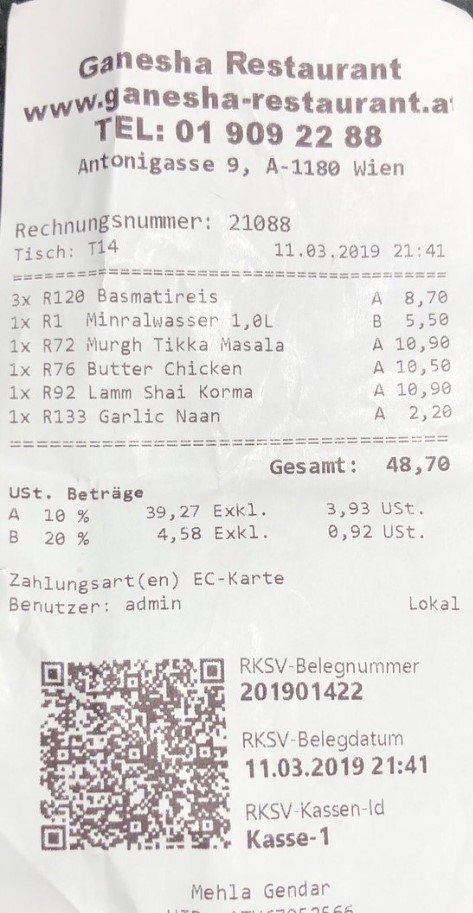 Ganesha Restaurant
www.ganesha-restaurant.at
TEL: 01 909 22 88
Antonigasse 9, A-1180 Wien
Rechnungsnummer: 21088
Tisch: T14 11.03.2019 21:41
==========================================
3x R120 Basmatireis A 8,70
1x R1 Minralwasser 1,0L B 5,50
1x R72 Murgh Tikka Masala A 10,90
1x R76 Butter Chicken A 10,50
1x R92 Lamm Shai Korma A 10,90
1x R133 Garlic Naan A 2,20
==========================================
Gesamt: 48,70
USt. Beträge
A 10 % 39,27 Exkl. 3,93 USt.
B 20 % 4,58 Exkl. 0,92 USt.
Zahlungsart(en) EC-Karte
Benutzer: admin Lokal
RKSV-Belegnummer
201901422
RKSV-Belegdatum
11.03.2019 21:41
RKSV-Kassen-Id
Kasse-1
Mehla Gendar